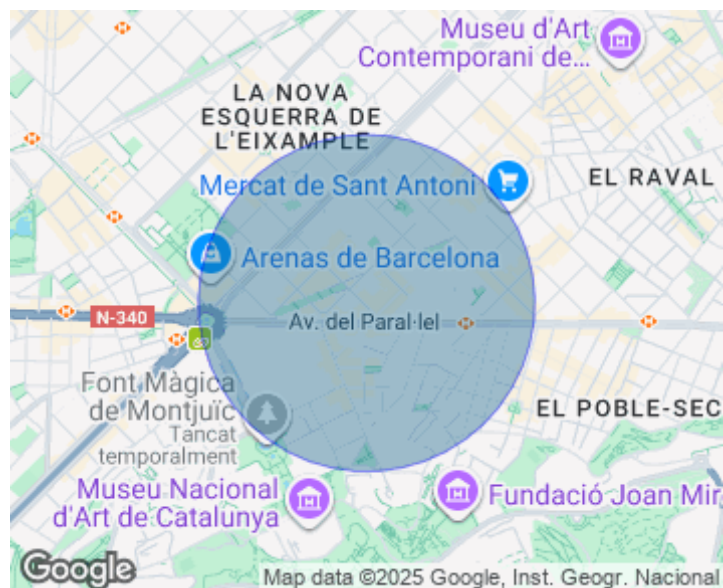 Museu d'Art
Contemporani de...
LA NOVA
ESQUERRA DE
L'EIXAMPLE
Mercat de Sant Antoni
EL RAVAL
Arenas de Barcelona
N-340
Av. del Paral·lel
Font Màgica
de Montjuïc
Tancat
temporalment
EL POBLE-SEC
Museu Nacional
d'Art de Catalunya
Fundació Joan Mir
Google
Map data ©2025 Google, Inst. Geogr. Nacional